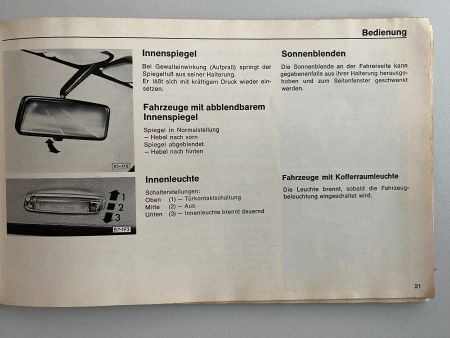 Bedienung
Innenspiegel
Bei Gewalteinwirkung (Aufprall) springt der
Spiegelfuß aus seiner Halterung.
Er läßt sich mit kräftigem Druck wieder ein-
setzen.
Fahrzeuge mit abblendbarem
Innenspiegel
Spiegel in Normalstellung
— Hebel nach vorn
Spiegel abgeblendet
— Hebel nach hinten
Sonnenblenden
Die Sonnenblende an der Fahrerseite kann
gegebenenfalls aus ihrer Halterung herausge-
hoben und zum Seitenfenster geschwenkt
werden.
Innenleuchte
Schalterstellungen:
Oben (1) — Türkontaktschaltung
Mitte (2) — Aus
Unten (3) — Innenleuchte brennt dauernd
1
2
3
Fahrzeuge mit Kofferraumleuchte
Die Leuchte brennt, sobald die Fahrzeug-
beleuchtung eingeschaltet wird.
21